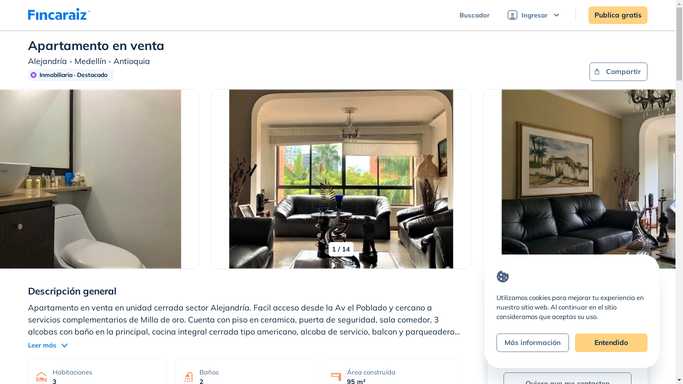 Fincaraiz
Buscador
Ingresar
Publica gratis
Apartamento en venta
Alejandría - Medellín - Antioquia
Inmobiliaria - Destacado
Compartir
1 / 14
Descripción general
Apartamento en venta en unidad cerrada sector Alejandría. Facil acceso desde la Av el Poblado y cercano a
servicios complementarios de Milla de oro. Cuenta con piso en ceramica, puerta de seguridad, sala comedor, 3
alcobas con baño en la principal, cocina integral cerrada tipo americano, alcoba de servicio, balcon y parqueadero...
Leer más
Habitaciones
3
Baños
2
Área construida
95 m²
Utilizamos cookies para mejorar tu experiencia en
nuestro sitio web. Al continuar en el sitio
consideramos que aceptas su uso.
Más información
Entendido
Quiero que me contacten